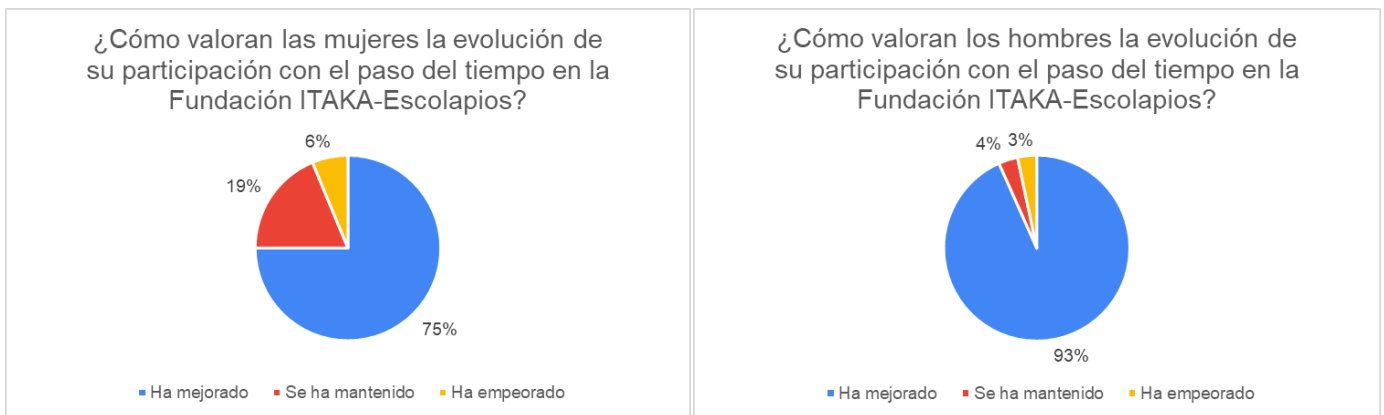 ¿Cómo valoran las mujeres la evolución de
su participación con el paso del tiempo en la
Fundación ITAKA-Escolapios?
6%
19%
75%
Ha mejorado Se ha mantenido Ha empeorado
¿Cómo valoran los hombres la evolución de
su participación con el paso del tiempo en la
Fundación ITAKA-Escolapios?
4% 3%
93%
Ha mejorado Se ha mantenido Ha empeorado